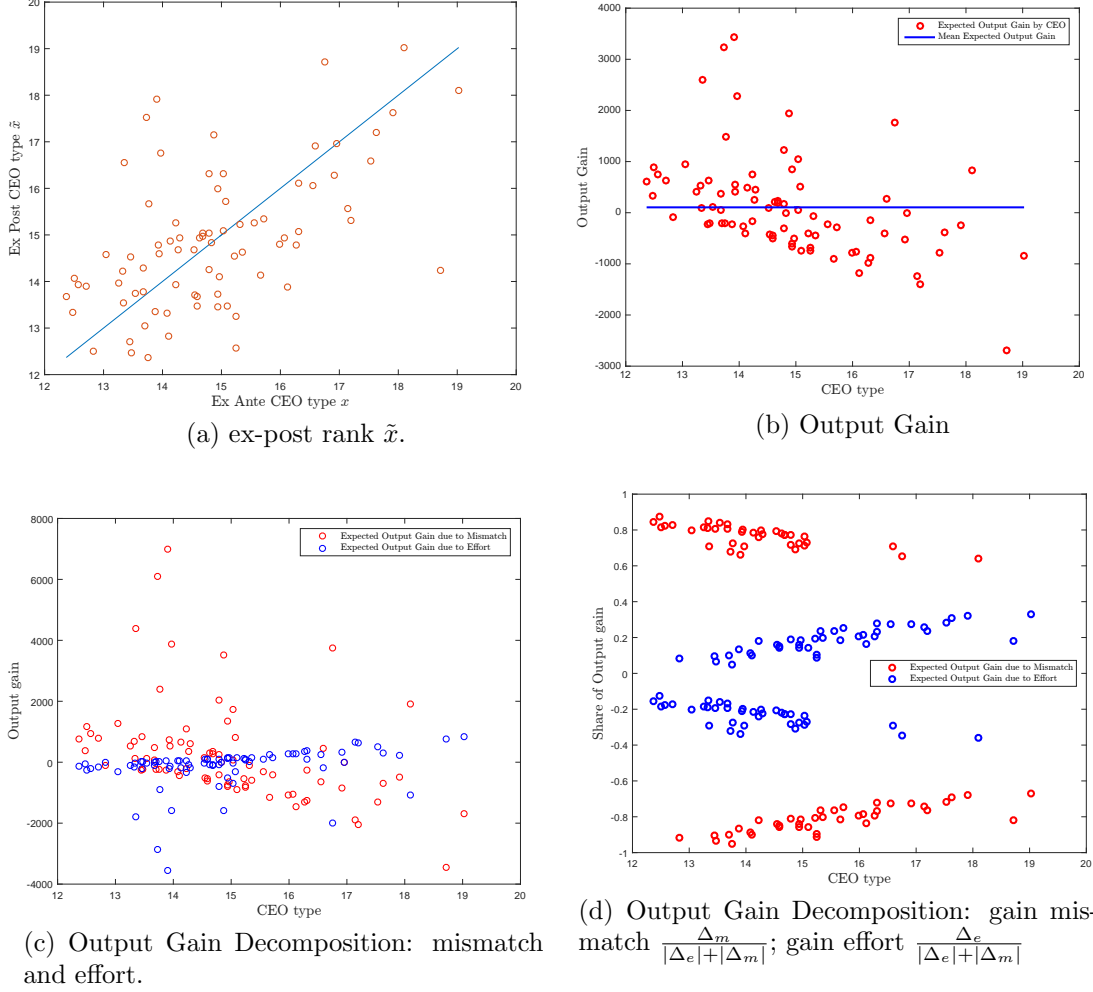 19
18
17
16
15
14
13
12
12 13 14 15 16 17 18 19 20
Ex Post CEO type x̃
Ex Ante CEO type x
(a) ex-post rank x̃.
4000
3000
2000
1000
0
-1000
-2000
-3000
12 13 14 15 16 17 18 19 20
Output Gain
CEO type
Expected Output Gain by CEO
Mean Expected Output Gain
(b) Output Gain
8000
6000
4000
2000
0
-2000
-4000
12 13 14 15 16 17 18 19 20
Output gain
CEO type
Expected Output Gain due to Mismatch
Expected Output Gain due to Effort
(c) Output Gain Decomposition: mismatch
and effort.
1
0.8
0.6
0.4
0.2
0
-0.2
-0.4
-0.6
-0.8
-1
12 13 14 15 16 17 18 19 20
Share of Output gain
CEO type
Expected Output Gain due to Mismatch
Expected Output Gain due to Effort
(d) Output Gain Decomposition: gain mis-
match Δm/(|Δe|+|Δm|); gain effort Δe/(|Δe|+|Δm|)